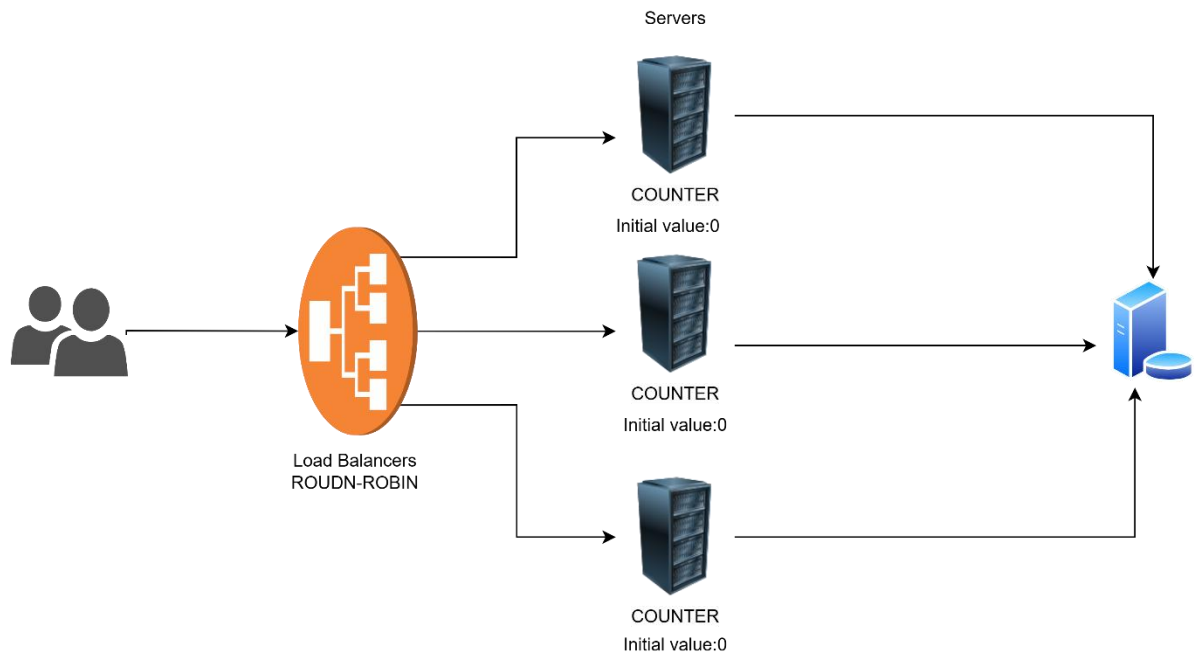 Servers
COUNTER
Initial value:0
COUNTER
Initial value:0
Load Balancers
ROUDN-ROBIN
COUNTER
Initial value:0